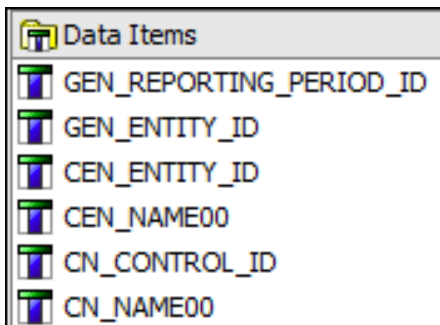 Data Items
GEN_REPORTING_PERIOD_ID
GEN_ENTITY_ID
CEN_ENTITY_ID
CEN_NAME00
CN_CONTROL_ID
CN_NAME00